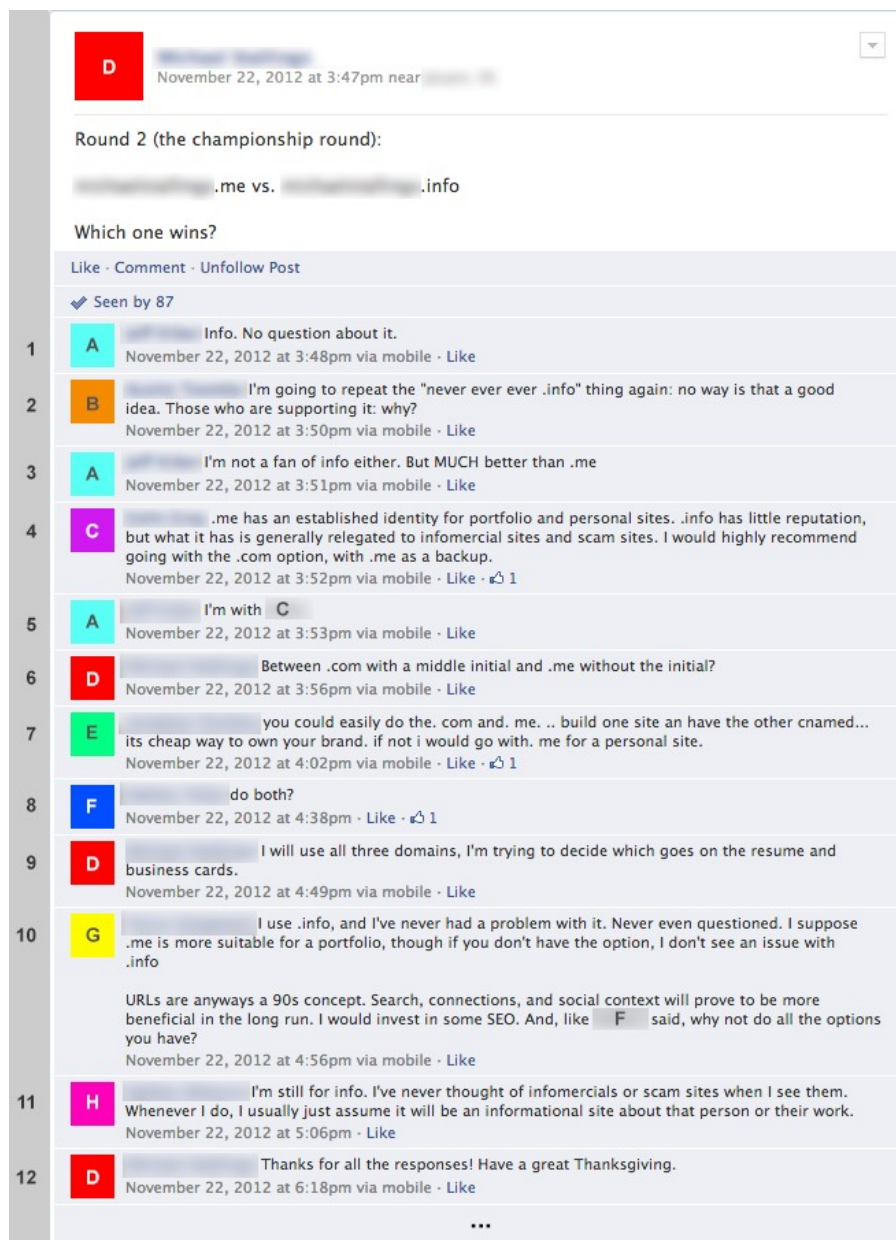 D
November 22, 2012 at 3:47pm near
Round 2 (the championship round):
.me vs. .info
Which one wins?
Like · Comment · Unfollow Post
Seen by 87
1
A
Info. No question about it.
November 22, 2012 at 3:48pm via mobile · Like
2
B
I'm going to repeat the "never ever ever .info" thing again: no way is that a good
idea. Those who are supporting it: why?
November 22, 2012 at 3:50pm via mobile · Like
3
A
I'm not a fan of info either. But MUCH better than .me
November 22, 2012 at 3:51pm via mobile · Like
4
C
.me has an established identity for portfolio and personal sites. .info has little reputation,
but what it has is generally relegated to infomercial sites and scam sites. I would highly recommend
going with the .com option, with .me as a backup.
November 22, 2012 at 3:52pm via mobile · Like · 1
5
A
I'm with C
November 22, 2012 at 3:53pm via mobile · Like
6
D
Between .com with a middle initial and .me without the initial?
November 22, 2012 at 3:56pm via mobile · Like
7
E
you could easily do the. com and. me. .. build one site an have the other cnamed...
its cheap way to own your brand. if not i would go with. me for a personal site.
November 22, 2012 at 4:02pm via mobile · Like · 1
8
F
do both?
November 22, 2012 at 4:38pm · Like · 1
9
D
I will use all three domains, I'm trying to decide which goes on the resume and
business cards.
November 22, 2012 at 4:49pm via mobile · Like
10
G
I use .info, and I've never had a problem with it. Never even questioned. I suppose
.me is more suitable for a portfolio, though if you don't have the option, I don't see an issue with
.info
URLs are anyways a 90s concept. Search, connections, and social context will prove to be more
beneficial in the long run. I would invest in some SEO. And, like F said, why not do all the options
you have?
November 22, 2012 at 4:56pm via mobile · Like
11
H
I'm still for info. I've never thought of infomercials or scam sites when I see them.
Whenever I do, I usually just assume it will be an informational site about that person or their work.
November 22, 2012 at 5:06pm · Like
12
D
Thanks for all the responses! Have a great Thanksgiving.
November 22, 2012 at 6:18pm via mobile · Like
...